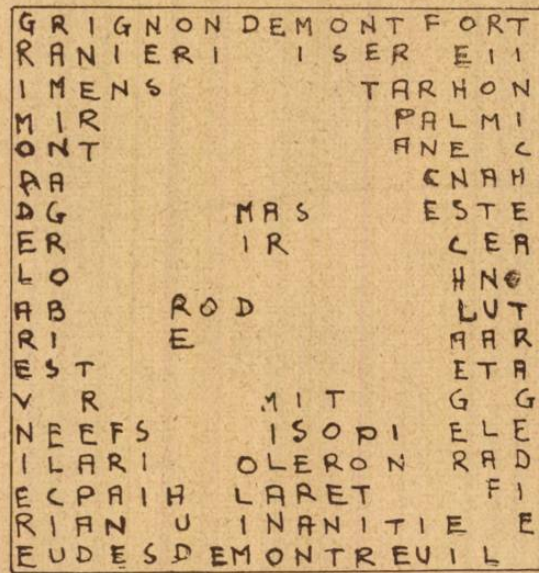 GRIGNONDEMONTFORT
RANIERI ISER EII
IMENS TARHON
MIR PALMI
ONT ANE C
PA CNAH
DG MAS ESTE
ER IR CEA
LO HNO
AB ROD LUT
RI E AAR
EST ETA
V R MIT G G
NEEFS ISOPI ELE
ILARI OLERON RAD
ECPAIH LARET FI
RIAN U INANITIE E
EUDESDEMONTREUIL